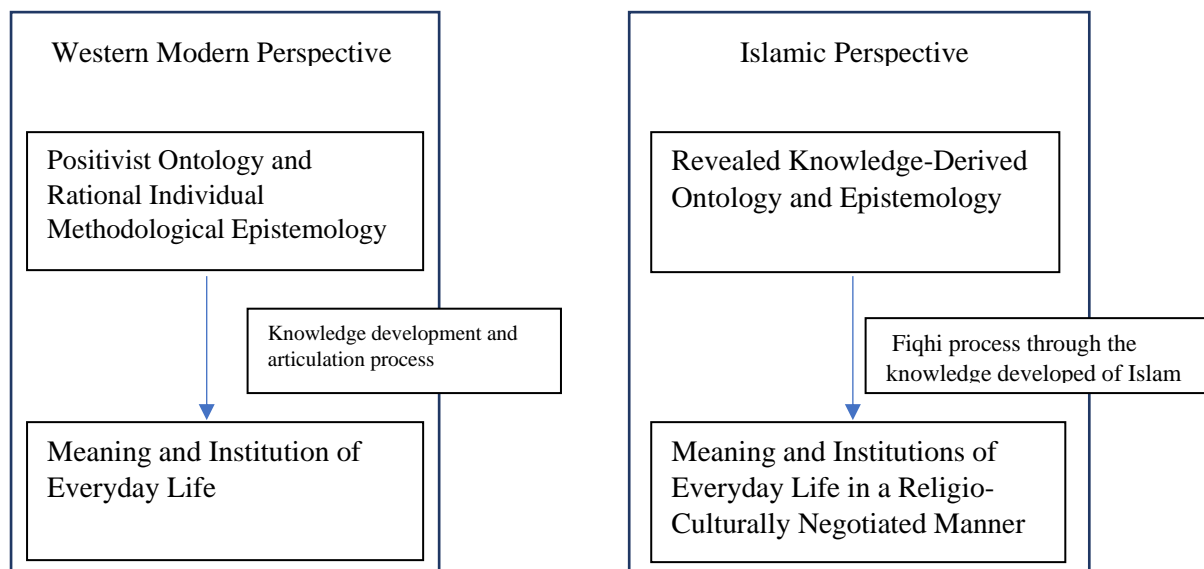 Western Modern Perspective
Positivist Ontology and
Rational Individual
Methodological Epistemology
Knowledge development and
articulation process
Meaning and Institution of
Everyday Life
Islamic Perspective
Revealed Knowledge-Derived
Ontology and Epistemology
Fiqhi process through the
knowledge developed of Islam
Meaning and Institutions of
Everyday Life in a Religio-
Culturally Negotiated Manner